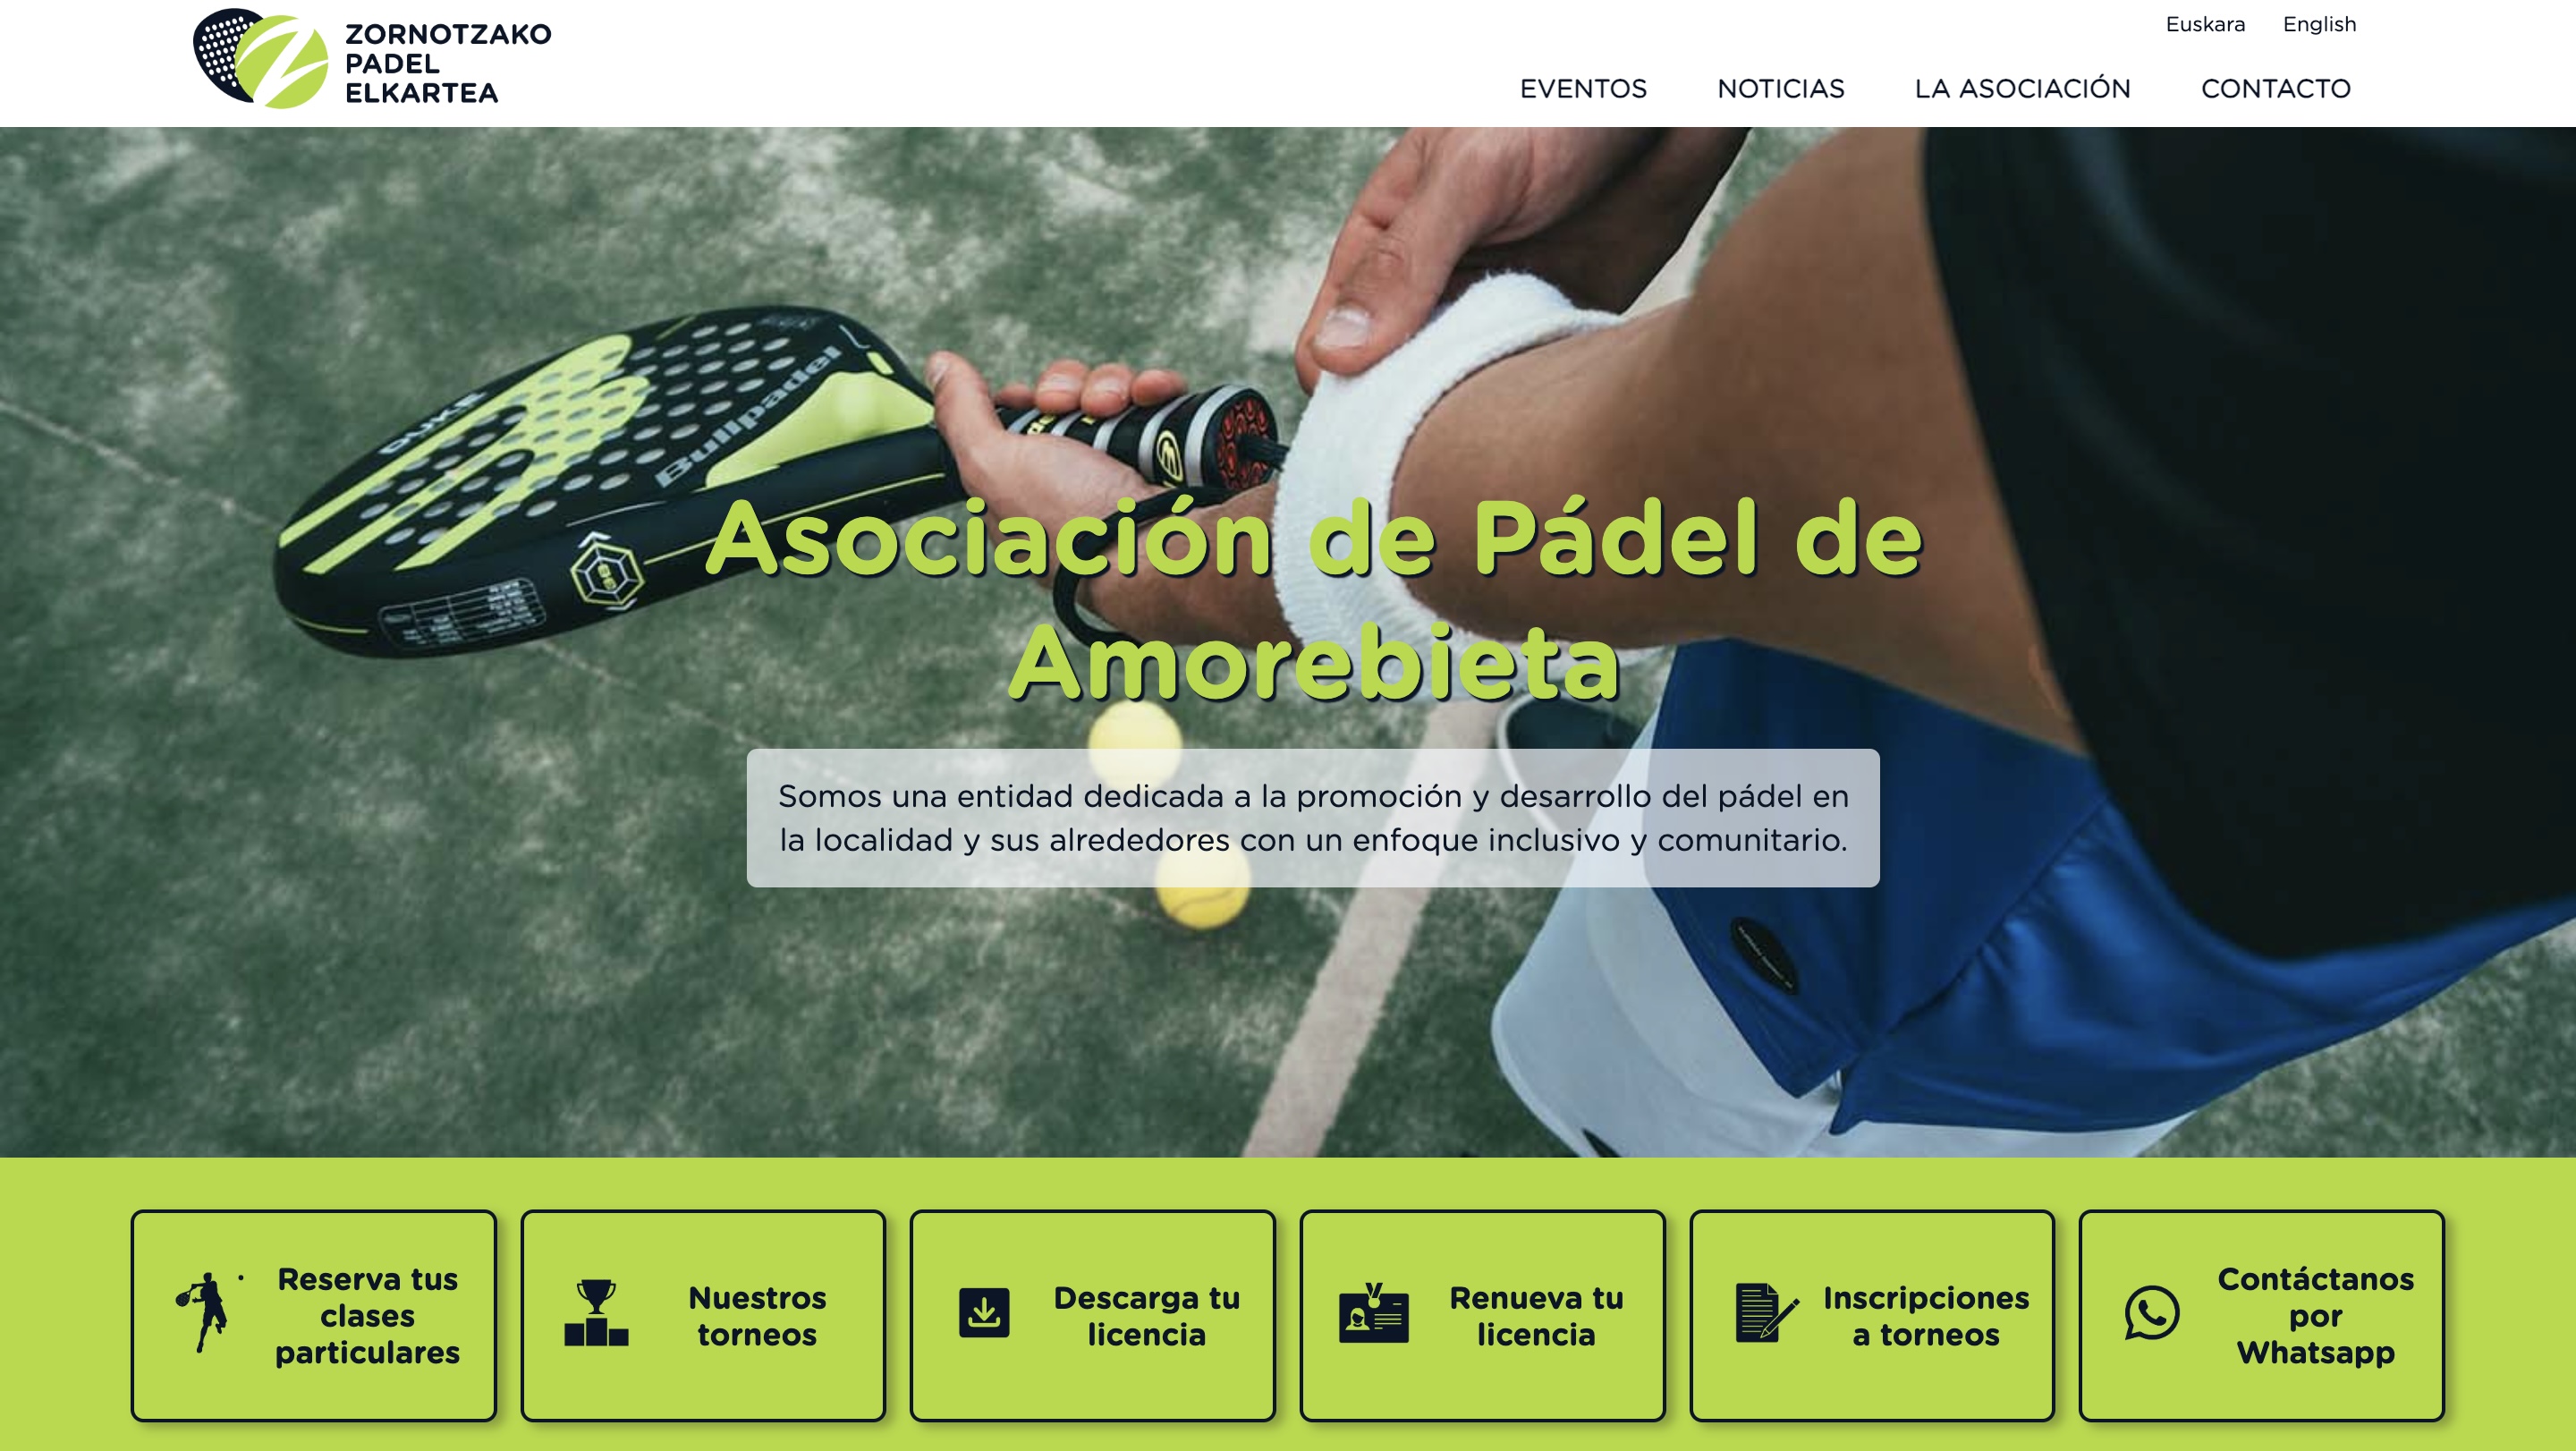 ZORNOTZAKO
PADEL
ELKARTEA
Euskara English
EVENTOS NOTICIAS LA ASOCIACIÓN CONTACTO
DUKE
Bullpadel
Asociación de Pádel de
Amorebieta
Somos una entidad dedicada a la promoción y desarrollo del pádel en
la localidad y sus alrededores con un enfoque inclusivo y comunitario.
Reserva tus
clases
particulares
Nuestros
torneos
Descarga tu
licencia
Renueva tu
licencia
Inscripciones
a torneos
Contáctanos
por
Whatsapp